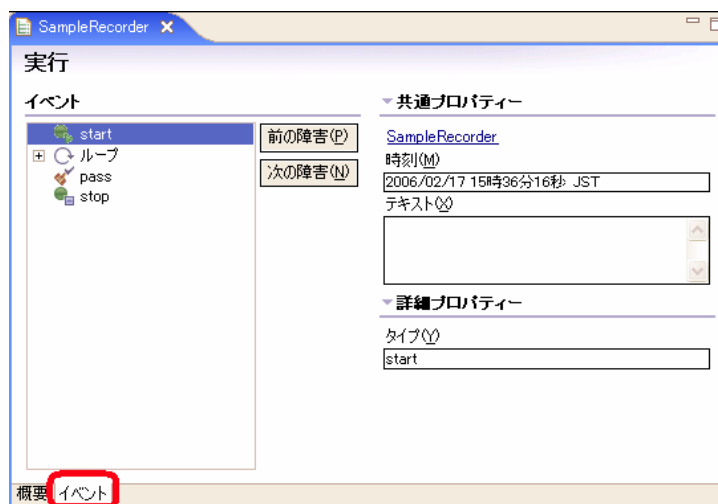 SampleRecorder
実行
イベント
start
ループ
pass
stop
前の障害(P)
次の障害(N)
共通プロパティー
SampleRecorder
時刻(M)
2006/02/17 15時36分16秒 JST
テキスト(X)
詳細プロパティー
タイプ(Y)
start
概要 イベント